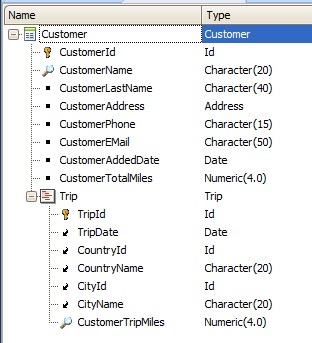 Name Type
Customer Customer
CustomerId Id
CustomerName Character(20)
CustomerLastName Character(40)
CustomerAddress Address
CustomerPhone Character(15)
CustomerEMail Character(50)
CustomerAddedDate Date
CustomerTotalMiles Numeric(4.0)
Trip Trip
TripId Id
TripDate Date
CountryId Id
CountryName Character(20)
CityId Id
CityName Character(20)
CustomerTripMiles Numeric(4.0)